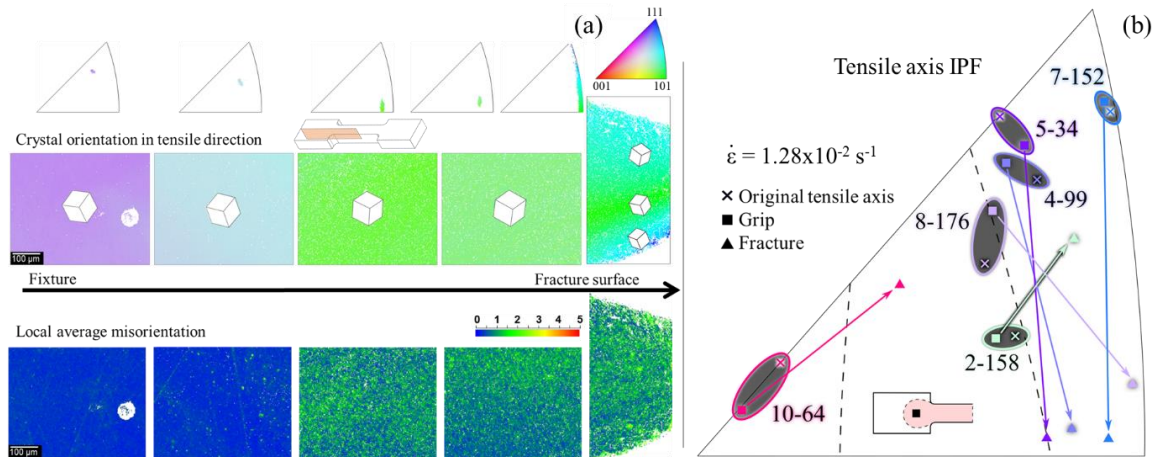 (a)
111
001
101
Crystal orientation in tensile direction
100 µm
Fixture
Fracture surface
Local average misorientation
0 1 2 3 4 5
100 µm
(b)
Tensile axis IPF
7-152
5-34
ε̇ = 1.28x10⁻² s⁻¹
Original tensile axis
Grip
Fracture
4-99
8-176
2-158
10-64